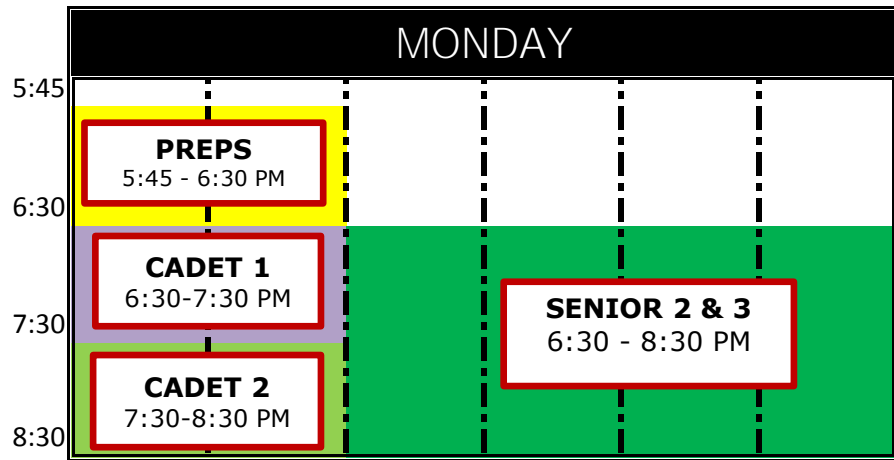 MONDAY
5:45
PREPS
5:45 - 6:30 PM
6:30
CADET 1
6:30-7:30 PM
SENIOR 2 & 3
6:30 - 8:30 PM
7:30
CADET 2
7:30-8:30 PM
8:30